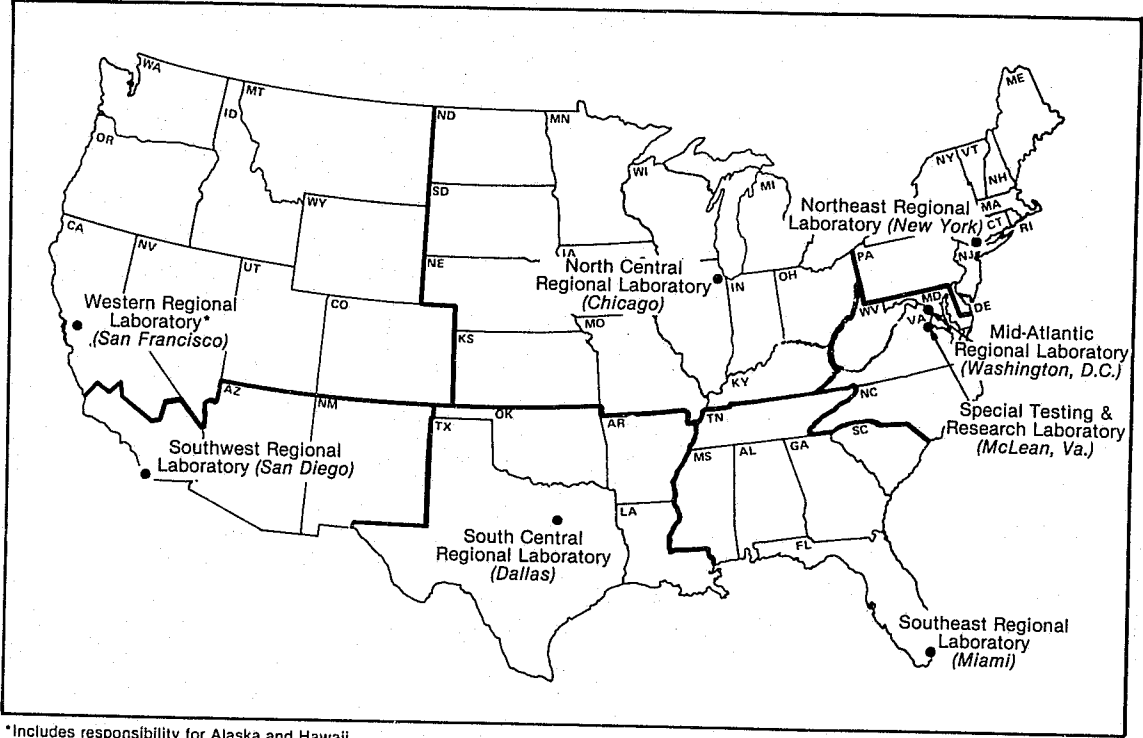 WA
MT
ND
MN
ME
ID
OR
WI
MI
NY
VT
NH
SD
WY
MA
Northeast Regional
Laboratory (New York)
CT
RI
CA
NV
IA
PA
NJ
NE
UT
North Central
Regional Laboratory
(Chicago)
IN
OH
CO
Western Regional
Laboratory*
(San Francisco)
MD
DE
WV
VA
MO
KS
Mid-Atlantic
Regional Laboratory
(Washington, D.C.)
KY
AZ
NM
OK
NC
TX
AR
TN
SC
Special Testing &
Research Laboratory
(McLean, Va.)
Southwest Regional
Laboratory (San Diego)
MS
AL
GA
LA
South Central
Regional Laboratory
(Dallas)
FL
Southeast Regional
Laboratory
(Miami)
*Includes responsibility for Alaska and Hawaii